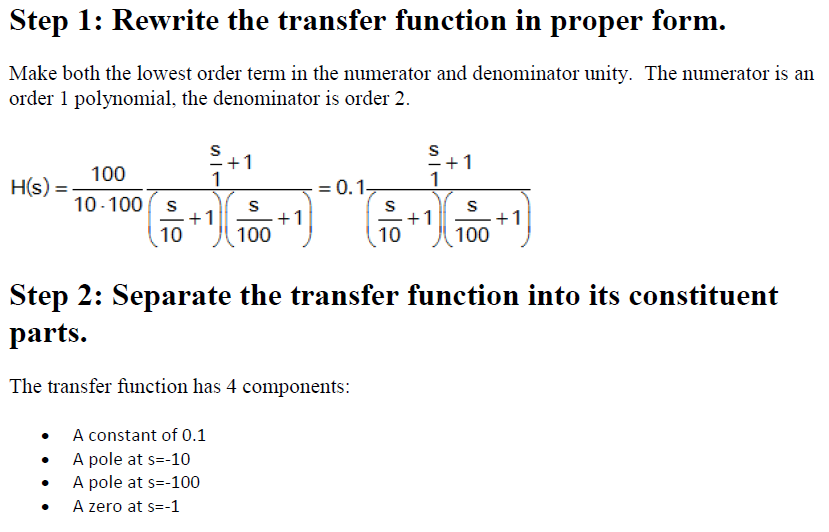 Step 1: Rewrite the transfer function in proper form.
Make both the lowest order term in the numerator and denominator unity.  The numerator is an
order 1 polynomial, the denominator is order 2.
H(s) = 100/(10·100) (s/1+1)/((s/10+1)(s/100+1)) = 0.1 (s/1+1)/((s/10+1)(s/100+1))
Step 2: Separate the transfer function into its constituent
parts.
The transfer function has 4 components:
• A constant of 0.1
• A pole at s=-10
• A pole at s=-100
• A zero at s=-1